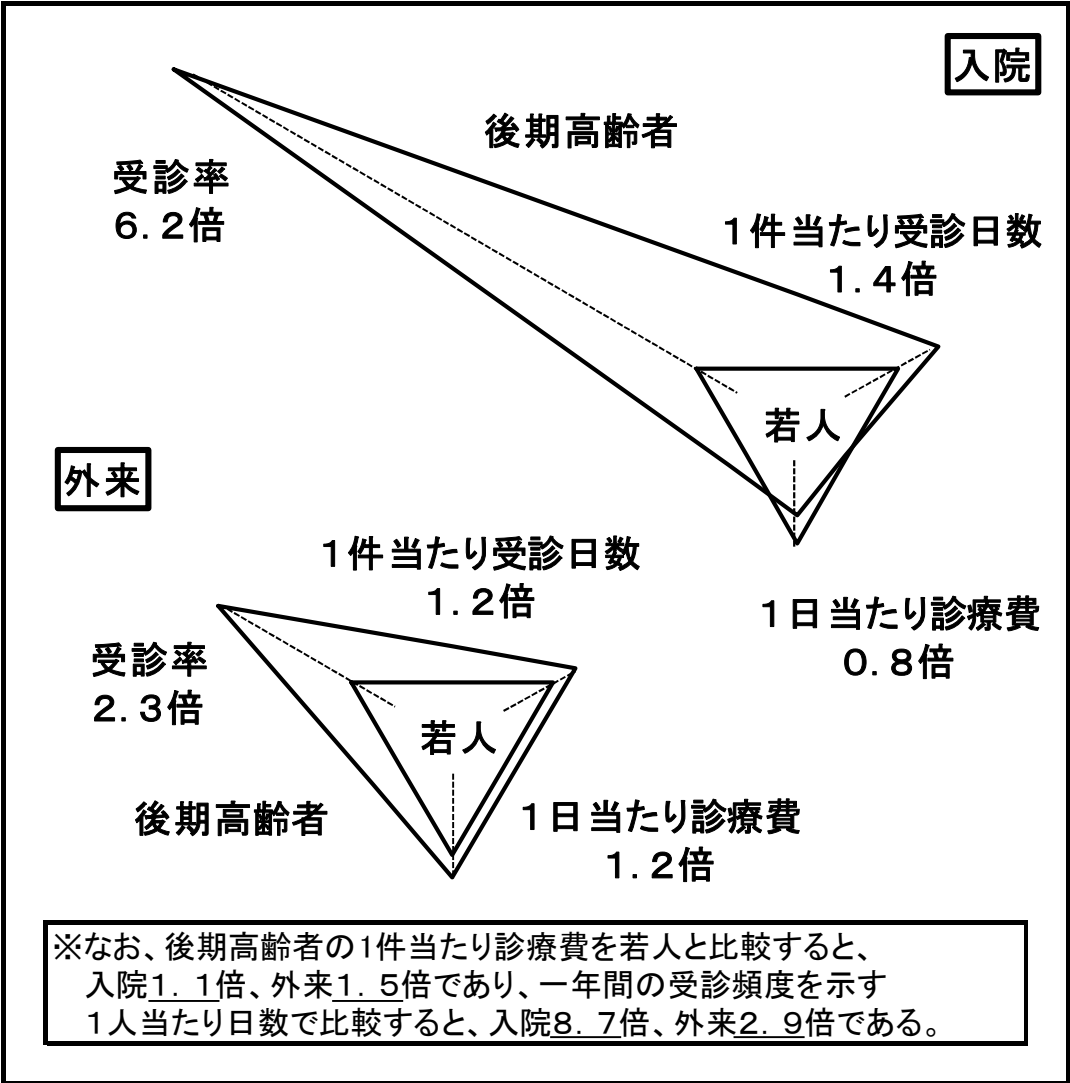 入院
後期高齢者
受診率
6.2倍
1件当たり受診日数
1.4倍
若人
1日当たり診療費
0.8倍
外来
1件当たり受診日数
1.2倍
受診率
2.3倍
若人
後期高齢者
1日当たり診療費
1.2倍
※なお、後期高齢者の1件当たり診療費を若人と比較すると、
入院1.1倍、外来1.5倍であり、一年間の受診頻度を示す
1人当たり日数で比較すると、入院8.7倍、外来2.9倍である。